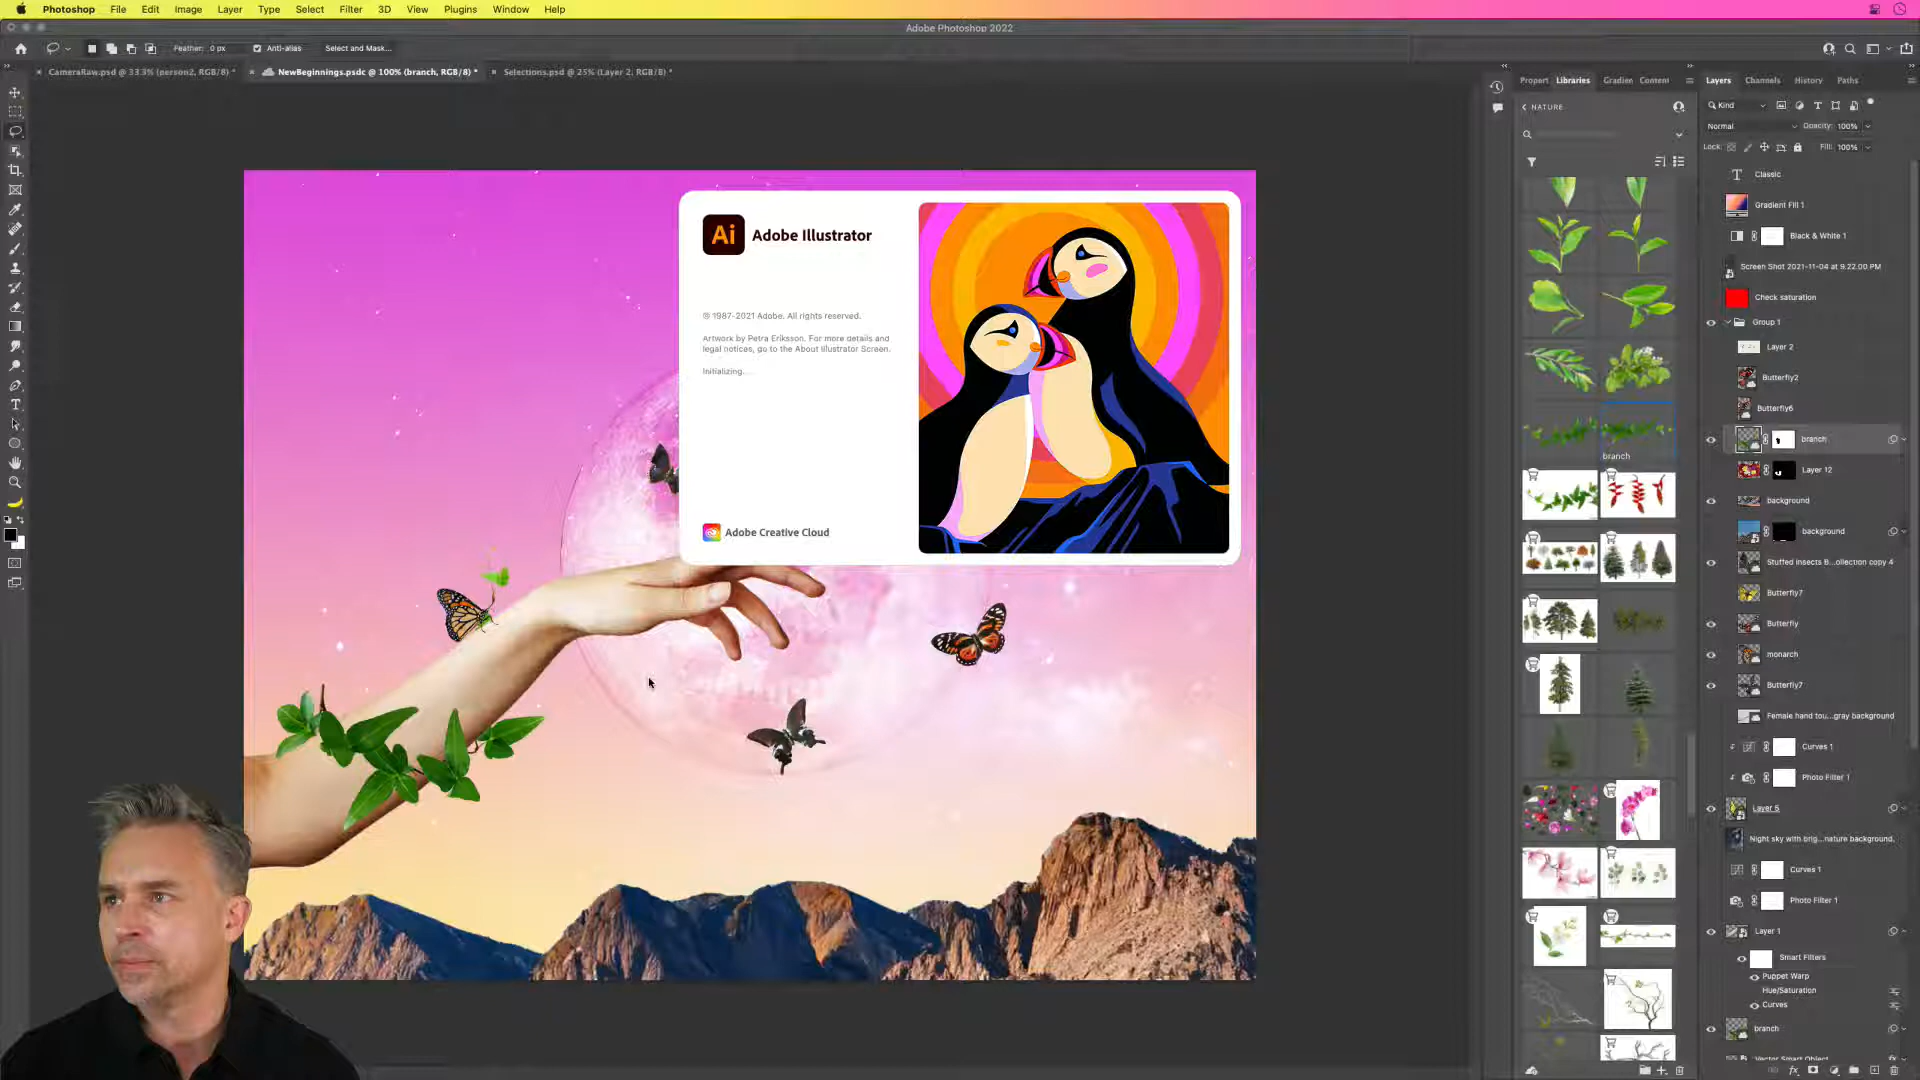 Photoshop File Edit Image Layer Type Select Filter 3D View Plugins Window Help
Adobe Photoshop 2022
Feather: 0 px Anti-alias Select and Mask...
CameraRaw.psd @ 33.3% (person2, RGB/8) *
NewBeginnings.psdc @ 100% (branch, RGB/8) *
Selections.psd @ 25% (Layer 2, RGB/8) *
Ai Adobe Illustrator
© 1987-2021 Adobe. All rights reserved.
Artwork by Petra Eriksson. For more details and
legal notices, go to the About Illustrator Screen.
Initializing...
Adobe Creative Cloud
Propert Libraries Gradien Content
NATURE
branch
Layers Channels History Paths
Kind
Normal Opacity: 100%
Lock: Fill: 100%
T Classic
Gradient Fill 1
Black & White 1
Screen Shot 2021-11-04 at 9.22.00 PM
Check saturation
Group 1
Layer 2
Butterfly2
Butterfly6
branch
Layer 12
background
background
Stuffed insects B...ollection copy 4
Butterfly7
Butterfly
monarch
Butterfly7
Female hand tou...gray background
Curves 1
Photo Filter 1
Layer 5
Night sky with brig...nature background.
Curves 1
Photo Filter 1
Layer 1
Smart Filters
Puppet Warp
Hue/Saturation
Curves
branch
Vector Smart Object